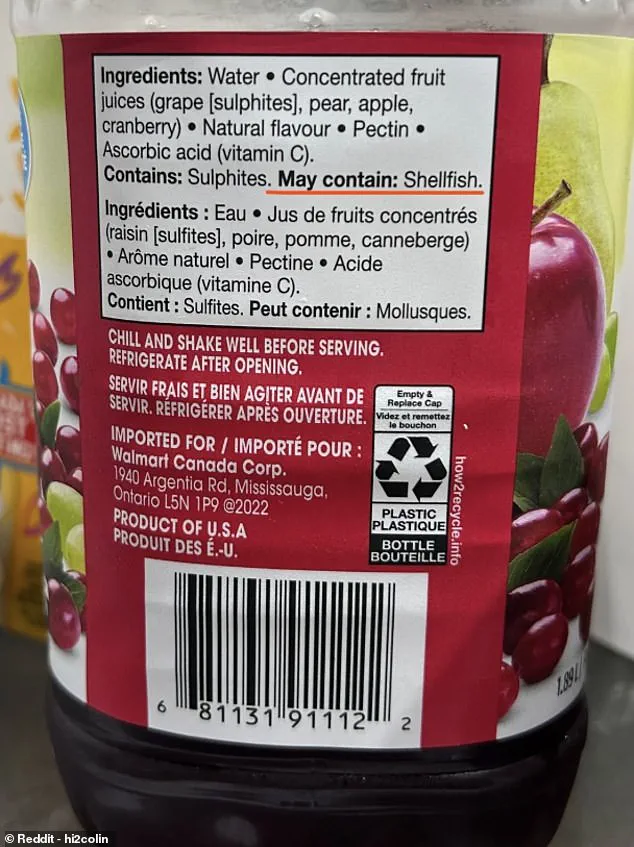 Ingredients: Water • Concentrated fruit
juices (grape [sulphites], pear, apple,
cranberry) • Natural flavour • Pectin •
Ascorbic acid (vitamin C).
Contains: Sulphites. May contain: Shellfish.
Ingrédients : Eau • Jus de fruits concentrés
(raisin [sulfites], poire, pomme, canneberge)
• Arôme naturel • Pectine • Acide
ascorbique (vitamine C).
Contient : Sulfites. Peut contenir : Mollusques.
CHILL AND SHAKE WELL BEFORE SERVING.
REFRIGERATE AFTER OPENING.
SERVIR FRAIS ET BIEN AGITER AVANT DE
SERVIR. RÉFRIGÉRER APRÈS OUVERTURE.
IMPORTED FOR / IMPORTÉ POUR :
Walmart Canada Corp.
1940 Argentia Rd, Mississauga,
Ontario L5N 1P9 @2022
PRODUCT OF U.S.A
PRODUIT DES É.-U.
Empty &
Replace Cap
Videz et remettez
le bouchon
PLASTIC
PLASTIQUE
BOTTLE
BOUTEILLE
how2recycle.info
6 81131 91112 2
1.89 L
© Reddit - hi2colin